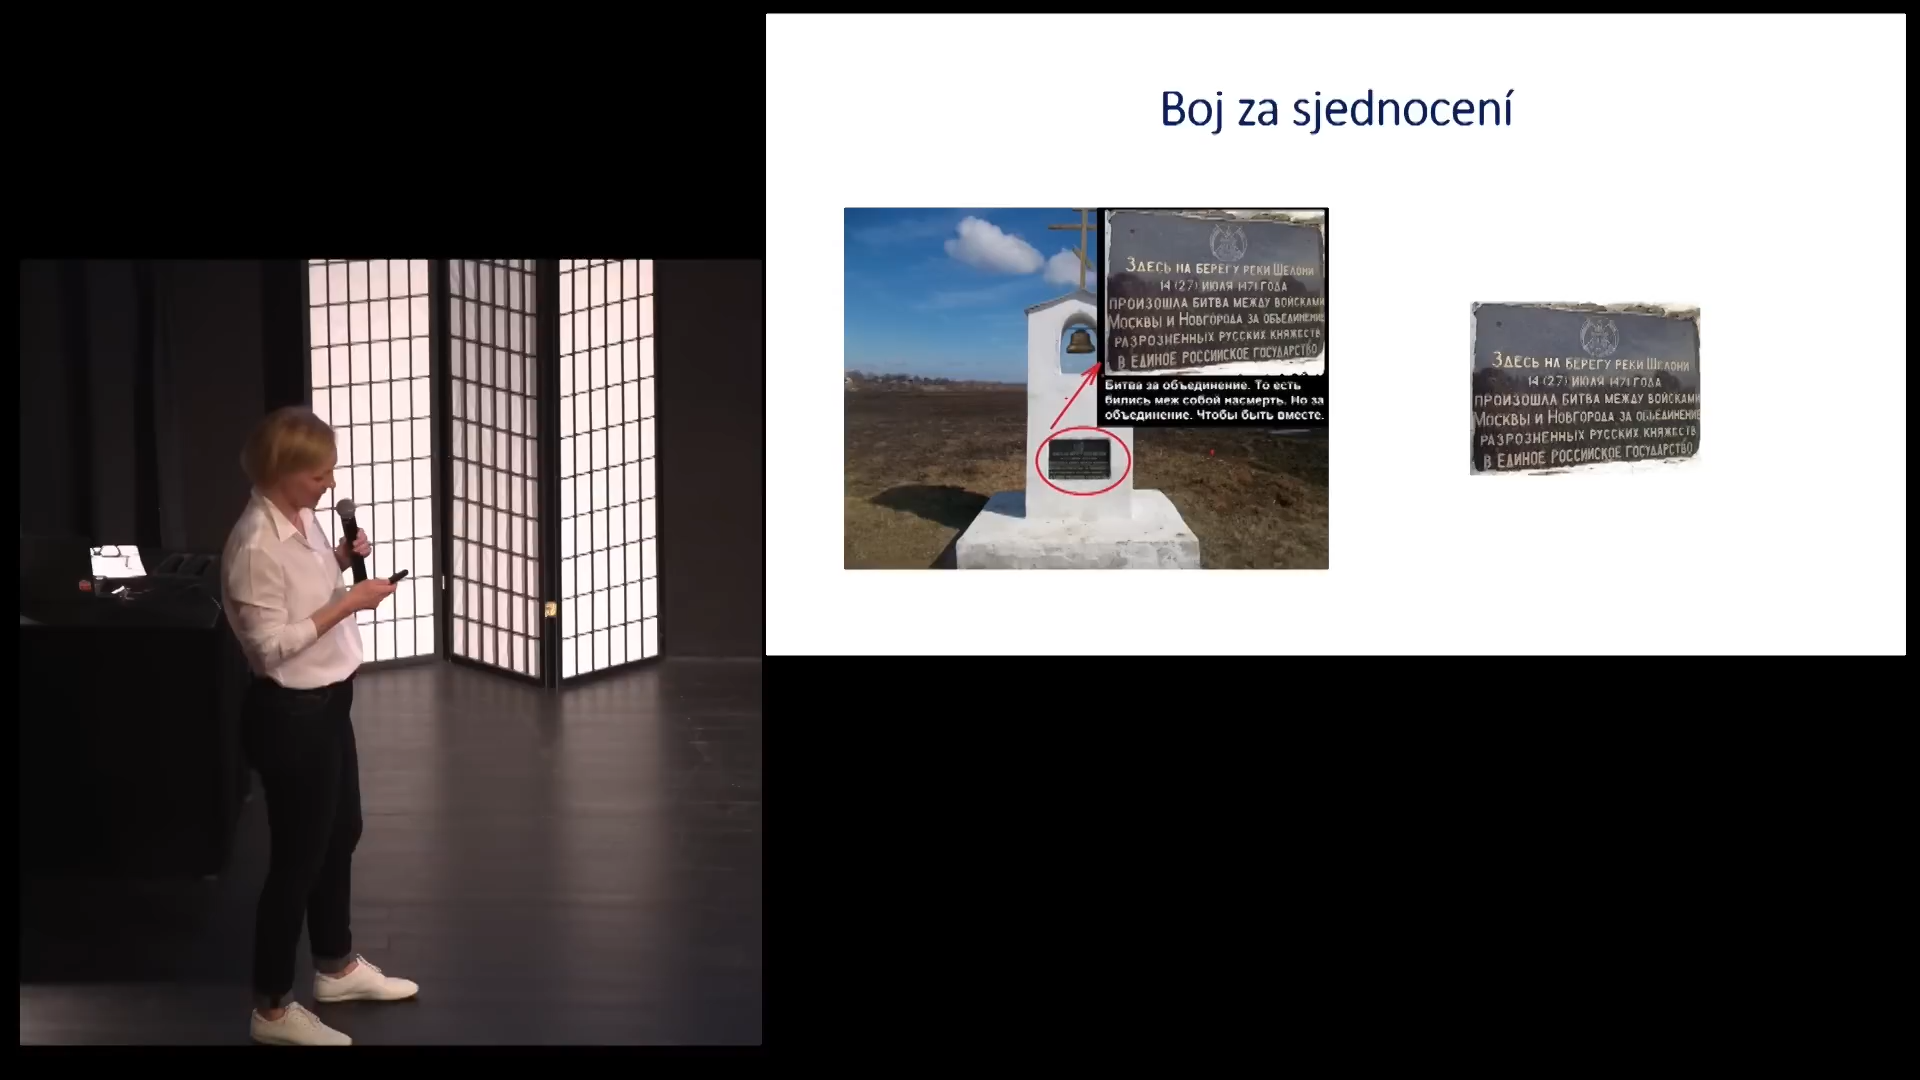 Boj za sjednocení
Здесь на берегу реки Шелони
14 (27) июля 1471 года
произошла битва между войсками
Москвы и Новгорода за объединение
разрозненных русских княжеств
в единое российское государство
Битва за объединение. То есть
бились меж собой насмерть. Но за
объединение. Чтобы быть вместе.
Здесь на берегу реки Шелони
14 (27) июля 1471 года
произошла битва между войсками
Москвы и Новгорода за объединение
разрозненных русских княжеств
в единое российское государство